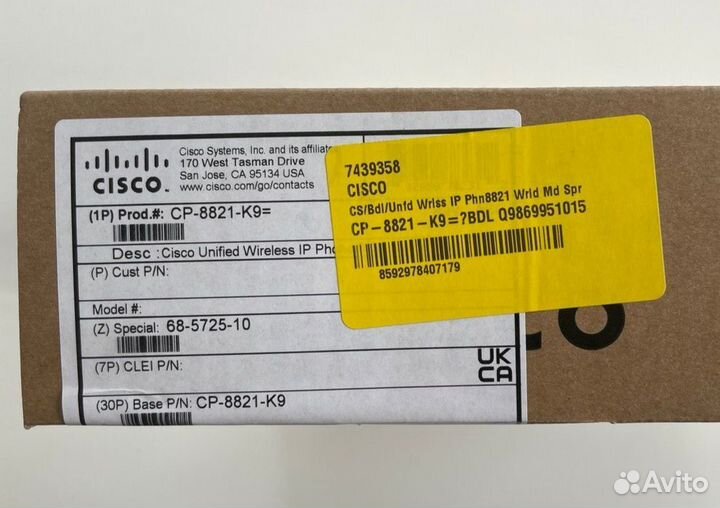 CISCO
Cisco Systems, Inc. and its affiliate
170 West Tasman Drive
San Jose, CA 95134 USA
www.cisco.com/go/contacts
(1P) Prod.#: CP-8821-K9=
Desc :Cisco Unified Wireless IP Pho
(P) Cust P/N:
Model #:
(Z) Special: 68-5725-10
(7P) CLEI P/N:
(30P) Base P/N: CP-8821-K9
UK
CA
7439358
CISCO
CS/Bdl/Unfd Wrlss IP Phn8821 Wrld Md Spr
CP-8821-K9=?BDL Q9869951015
8592978407179
co
Avito